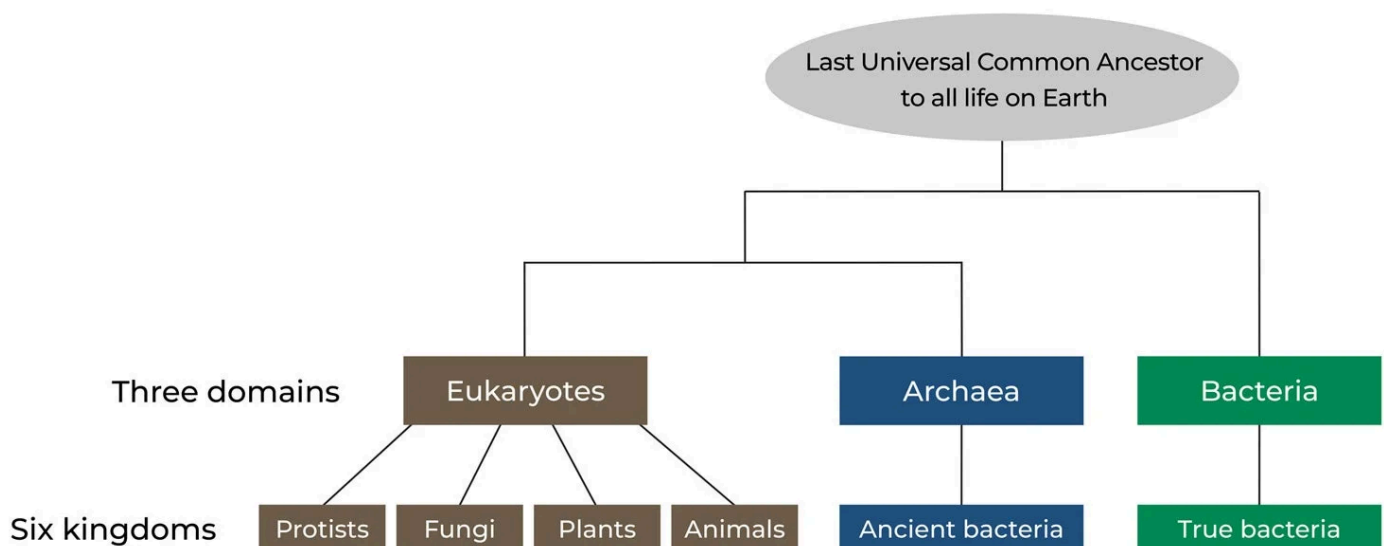 Last Universal Common Ancestor
to all life on Earth
Three domains
Eukaryotes
Archaea
Bacteria
Six kingdoms
Protists
Fungi
Plants
Animals
Ancient bacteria
True bacteria